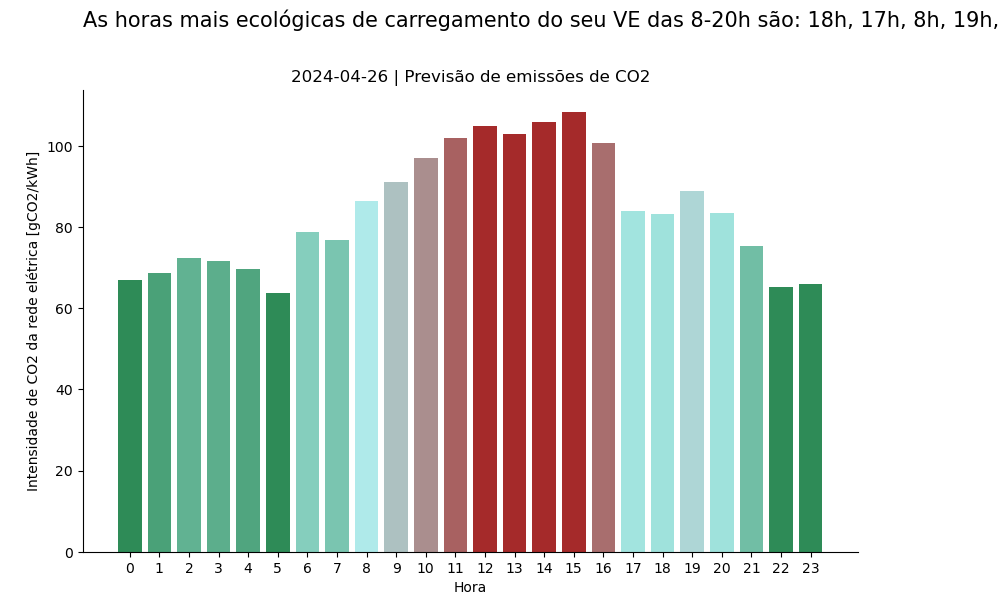 As horas mais ecológicas de carregamento do seu VE das 8-20h são: 18h, 17h, 8h, 19h,
2024-04-26 | Previsão de emissões de CO2
Intensidade de CO2 da rede elétrica [gCO2/kWh]
100
80
60
40
20
0
0 1 2 3 4 5 6 7 8 9 10 11 12 13 14 15 16 17 18 19 20 21 22 23
Hora